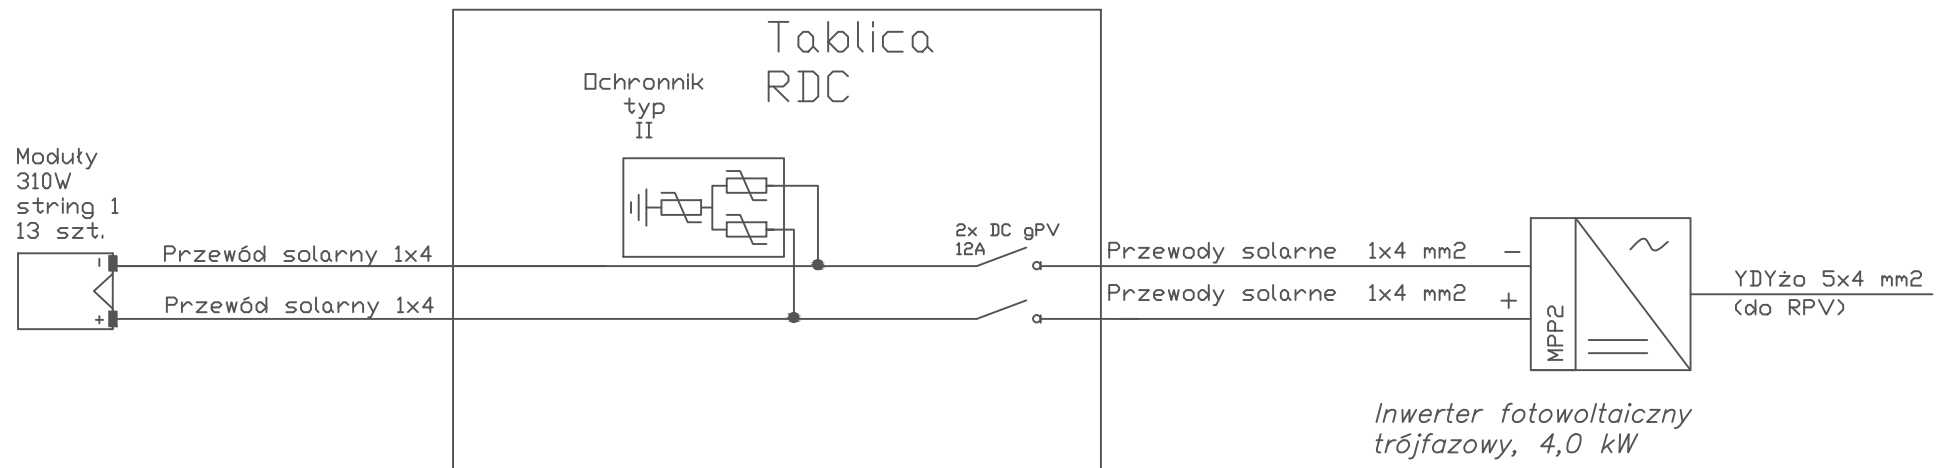 Tablica
RDC
Ochronnik
typ
II
Moduły
310W
string 1
13 szt.
-
+
Przewód solarny 1x4
Przewód solarny 1x4
2x DC gPV
12A
Przewody solarne 1x4 mm2 -
Przewody solarne 1x4 mm2 +
MPP2
YDYżo 5x4 mm2
(do RPV)
Inwerter fotowoltaiczny
trójfazowy, 4,0 kW